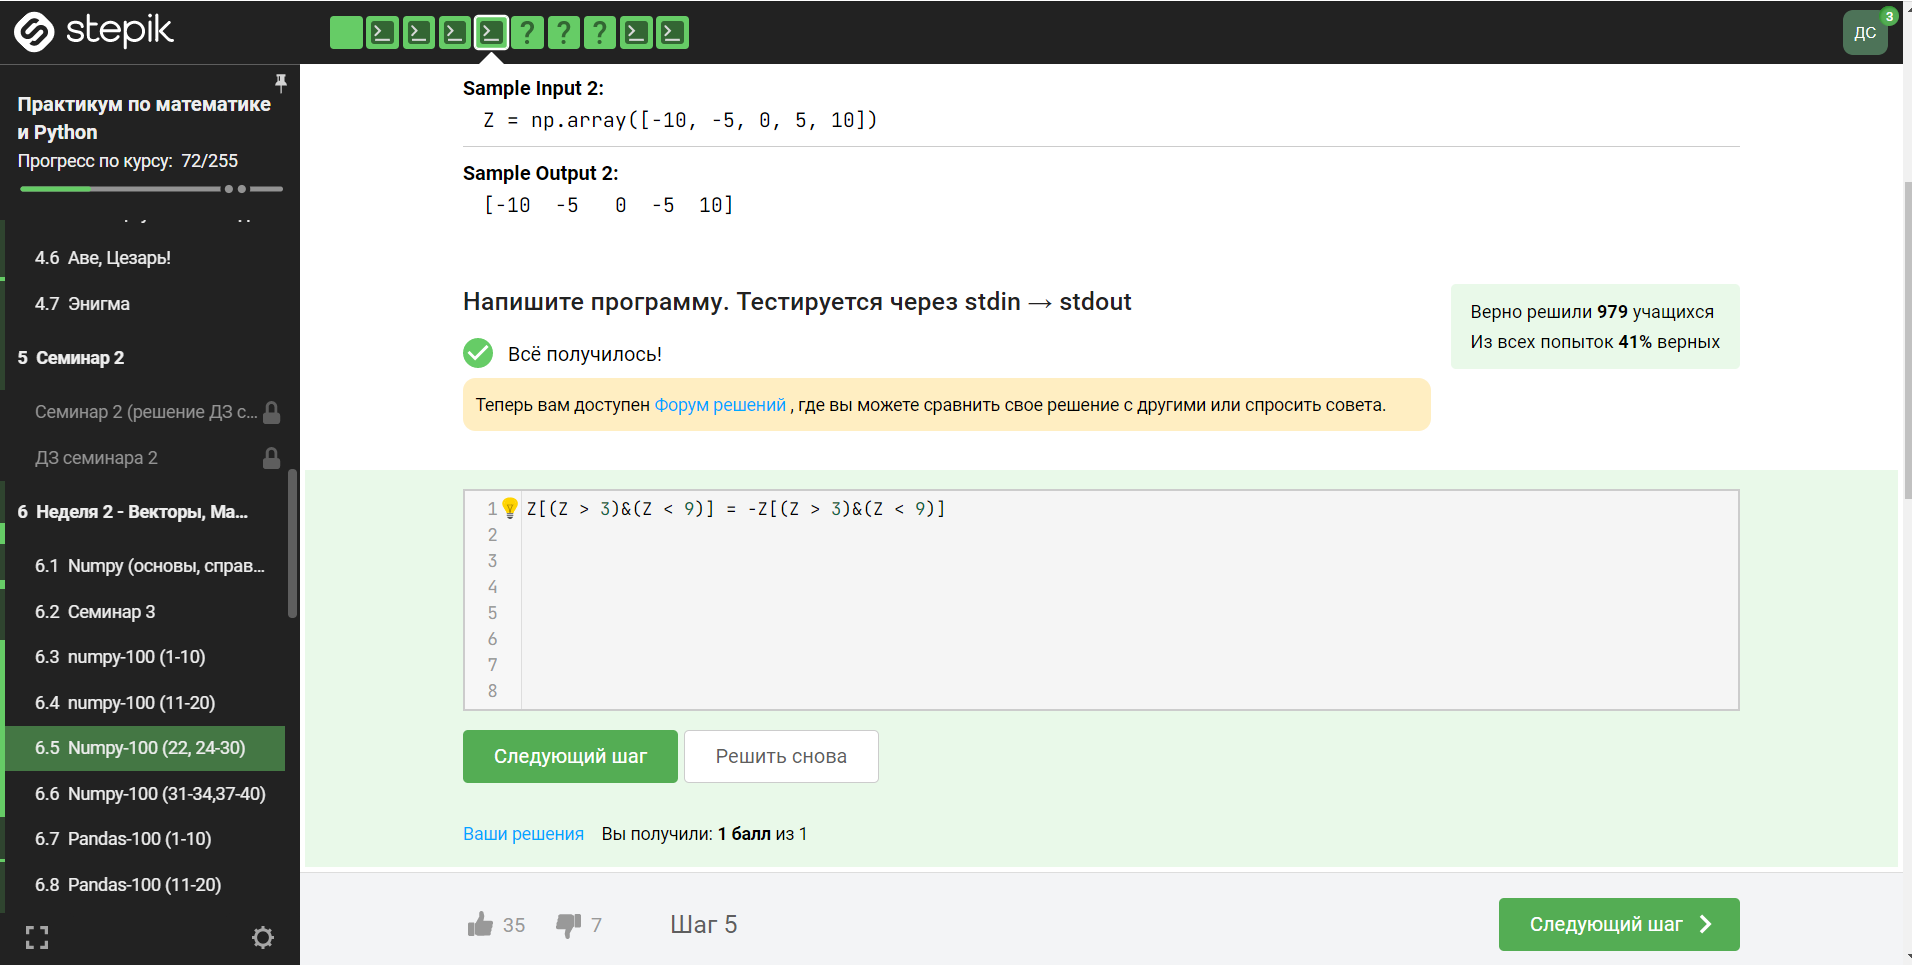 stepik
ДС
3
Практикум по математике
и Python
Прогресс по курсу: 72/255
4.6 Аве, Цезарь!
4.7 Энигма
5 Семинар 2
Семинар 2 (решение ДЗ с...
ДЗ семинара 2
6 Неделя 2 - Векторы, Ма...
6.1 Numpy (основы, справ...
6.2 Семинар 3
6.3 numpy-100 (1-10)
6.4 numpy-100 (11-20)
6.5 Numpy-100 (22, 24-30)
6.6 Numpy-100 (31-34,37-40)
6.7 Pandas-100 (1-10)
6.8 Pandas-100 (11-20)
Sample Input 2:
Z = np.array([-10, -5, 0, 5, 10])
Sample Output 2:
[-10  -5   0  -5  10]
Напишите программу. Тестируется через stdin → stdout
Верно решили 979 учащихся
Из всех попыток 41% верных
Всё получилось!
Теперь вам доступен Форум решений , где вы можете сравнить свое решение с другими или спросить совета.
1 Z[(Z > 3)&(Z < 9)] = -Z[(Z > 3)&(Z < 9)]
2
3
4
5
6
7
8
Следующий шаг
Решить снова
Ваши решения Вы получили: 1 балл из 1
35 7 Шаг 5
Следующий шаг